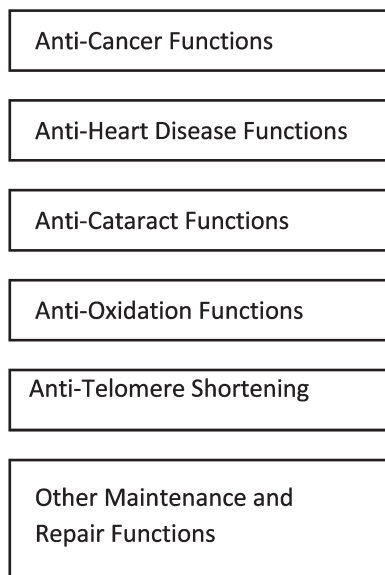 Anti-Cancer Functions
Anti-Heart Disease Functions
Anti-Cataract Functions
Anti-Oxidation Functions
Anti-Telomere Shortening
Other Maintenance and
Repair Functions